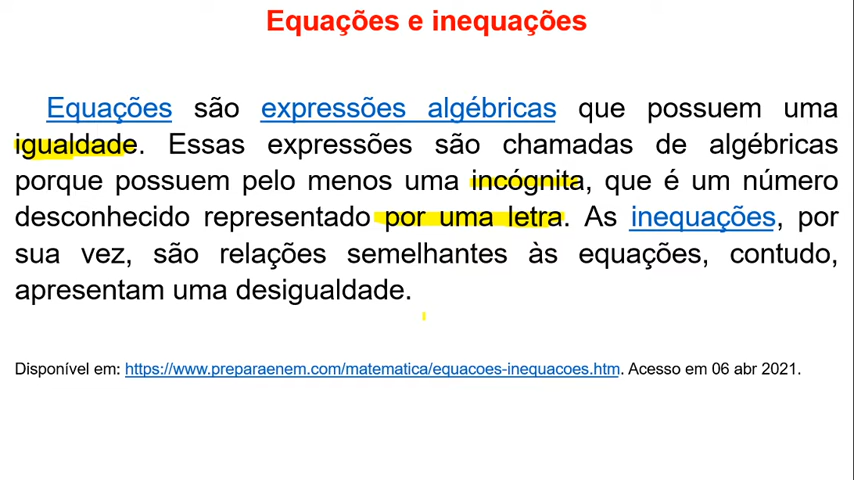 Equações e inequações
Equações são expressões algébricas que possuem uma
igualdade. Essas expressões são chamadas de algébricas
porque possuem pelo menos uma incógnita, que é um número
desconhecido representado por uma letra. As inequações, por
sua vez, são relações semelhantes às equações, contudo,
apresentam uma desigualdade.
Disponível em: https://www.preparaenem.com/matematica/equacoes-inequacoes.htm. Acesso em 06 abr 2021.